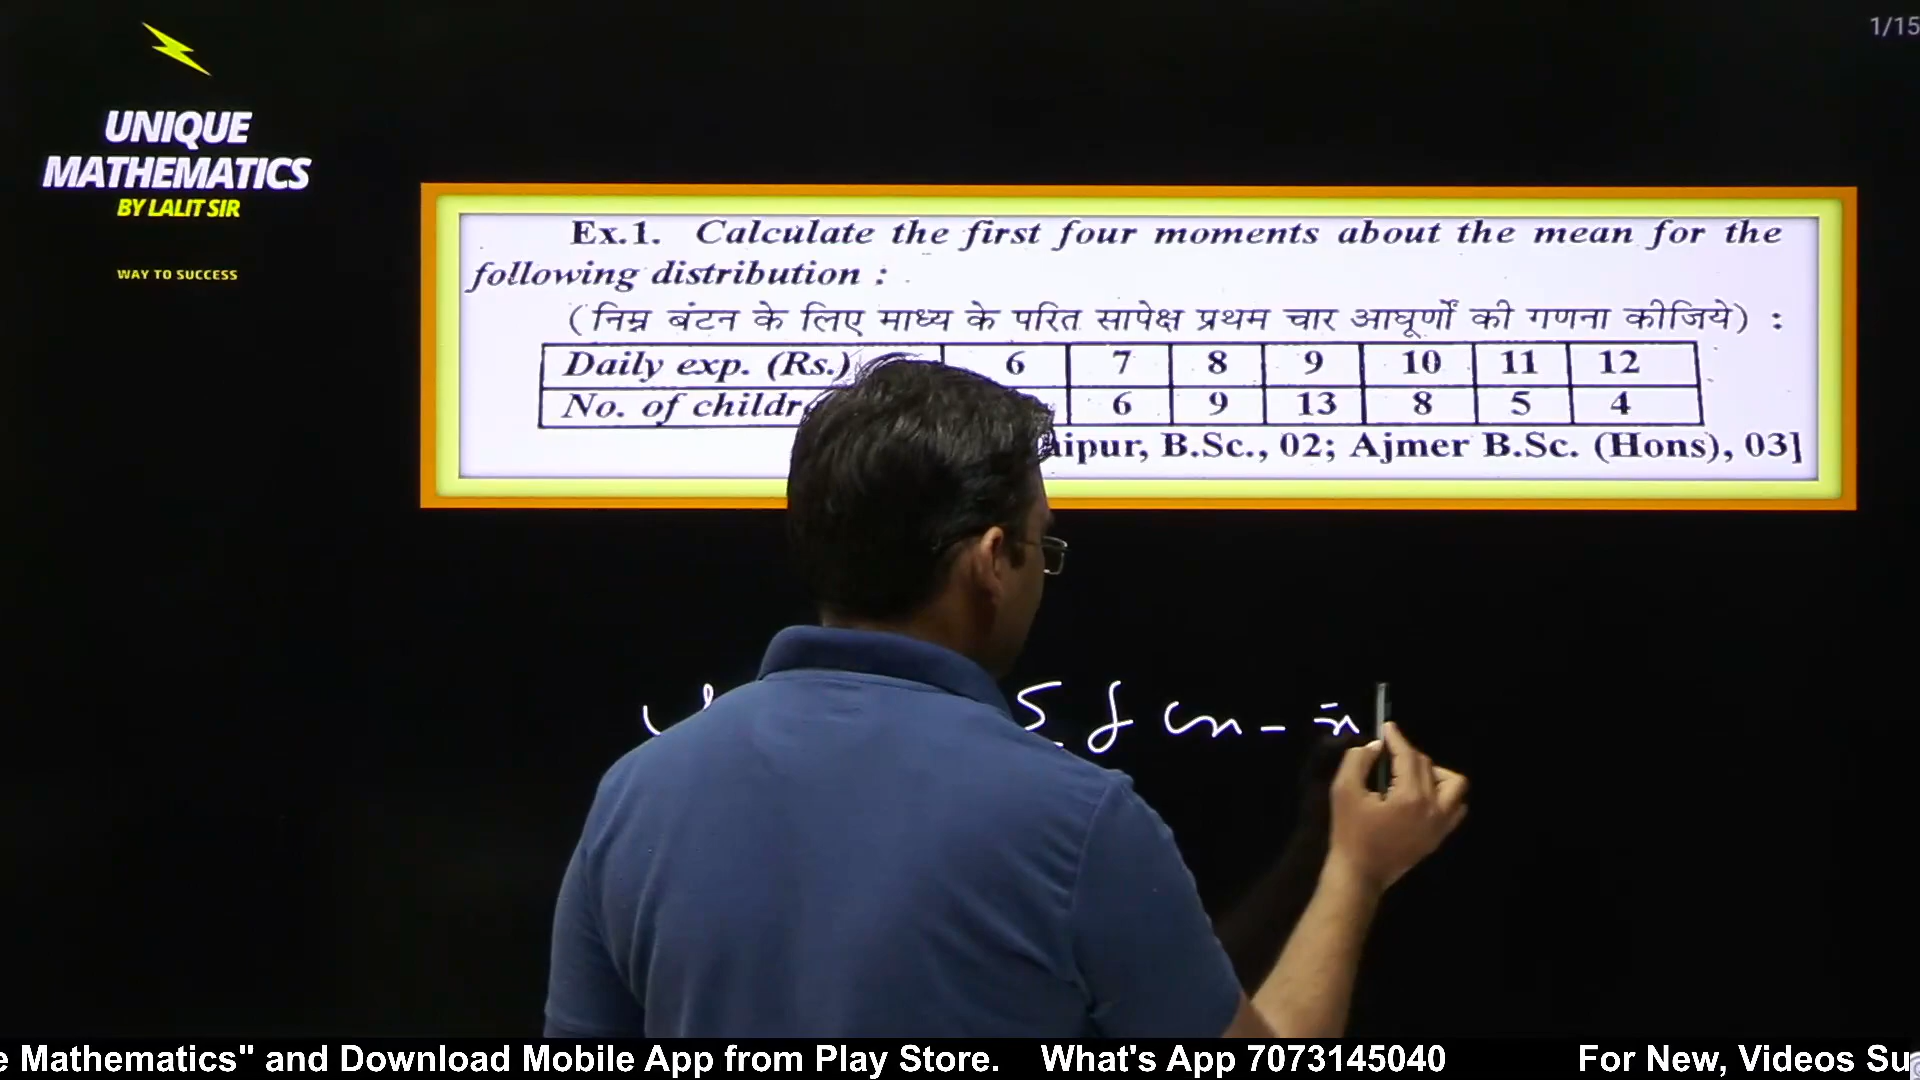 1/15
UNIQUE
MATHEMATICS
BY LALIT SIR
WAY TO SUCCESS
Ex.1. Calculate the first four moments about the mean for the
following distribution :
(निम्न बंटन के लिए माध्य के परित सापेक्ष प्रथम चार आघूर्णों की गणना कीजिये) :
Daily exp. (Rs.) 6 7 8 9 10 11 12
No. of childr 6 9 13 8 5 4
aipur, B.Sc., 02; Ajmer B.Sc. (Hons), 03]
Σ f (x - x̄
e Mathematics" and Download Mobile App from Play Store. What's App 7073145040 For New, Videos Su